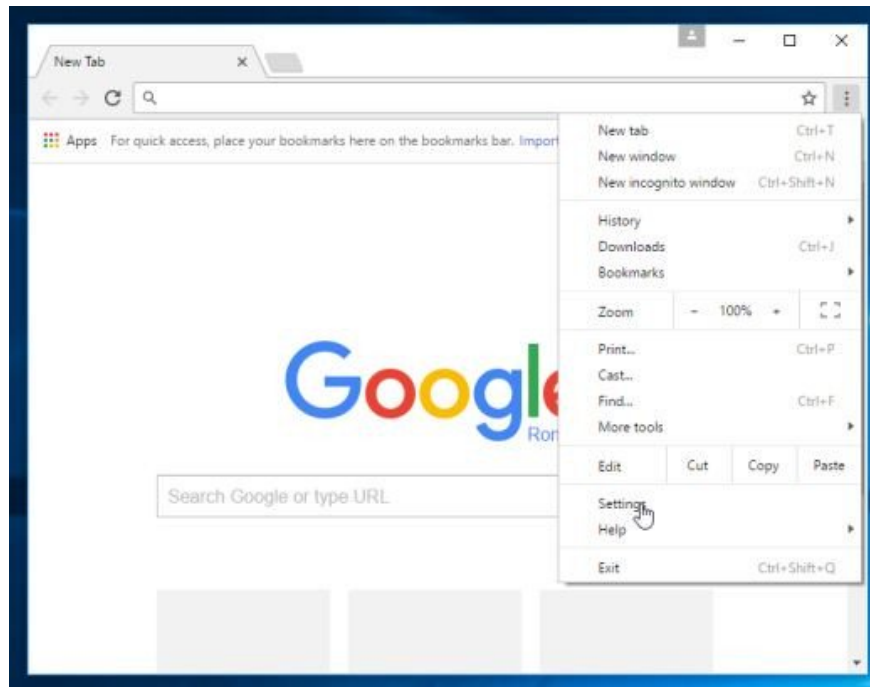 New Tab
Apps For quick access, place your bookmarks here on the bookmarks bar.
New tab Ctrl+T
New window Ctrl+N
New incognito window Ctrl+Shift+N
History
Downloads Ctrl+J
Bookmarks
Zoom - 100% +
Print... Ctrl+P
Cast...
Find... Ctrl+F
More tools
Google
Edit Cut Copy Paste
Search Google or type URL
Settings
Help
Exit Ctrl+Shift+Q